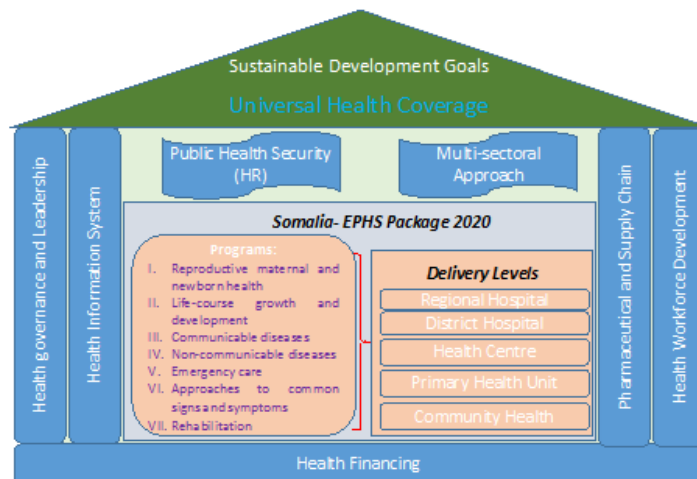 Sustainable Development Goals
Universal Health Coverage
Health governance and Leadership
Health Information System
Public Health Security
(HR)
Multi-sectoral
Approach
Pharmaceutical and Supply Chain
Health Workforce Development
Somalia- EPHS Package 2020
Programs:
I. Reproductive maternal and
newborn health
II. Life-course growth and
development
III. Communicable diseases
IV. Non-communicable diseases
V. Emergency care
VI. Approaches to common
signs and symptoms
VII. Rehabilitation
Delivery Levels
Regional Hospital
District Hospital
Health Centre
Primary Health Unit
Community Health
Health Financing